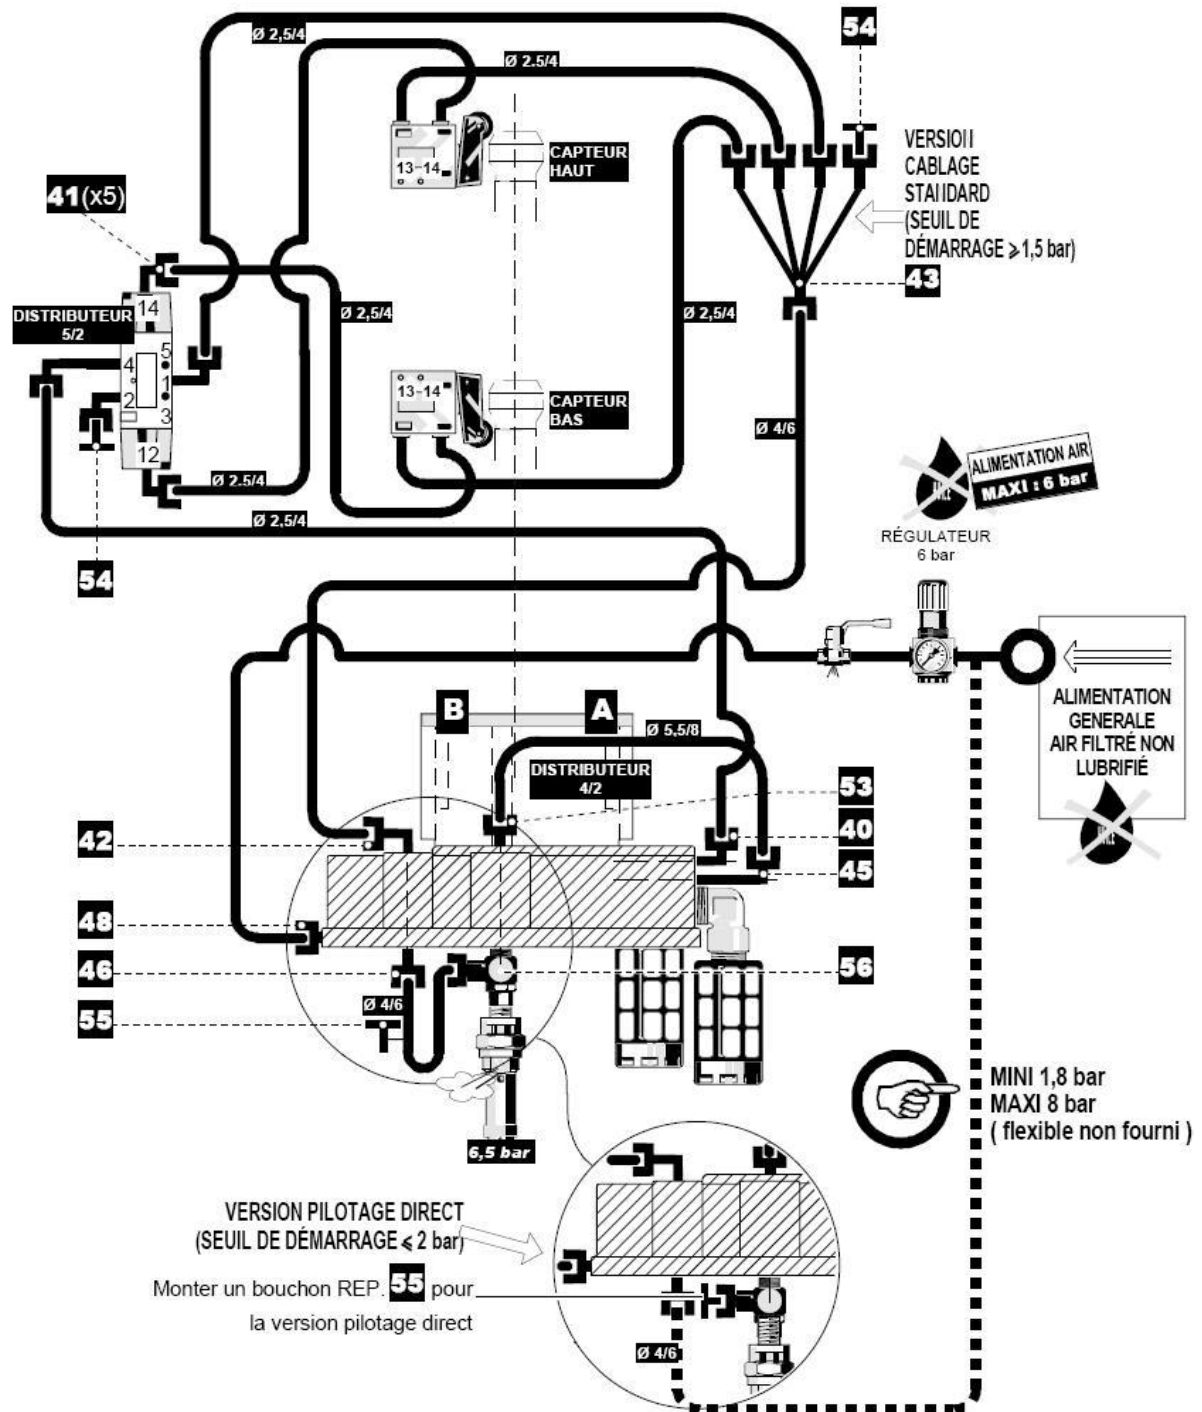 Ø 2,5/4
54
Ø 2.5/4
VERSION
CABLAGE
STANDARD
(SEUIL DE
DÉMARRAGE ⩾ 1,5 bar)
CAPTEUR
HAUT
13-14
41(x5)
43
14
DISTRIBUTEUR
5/2
Ø 2,5/4
Ø 2,5/4
5
4
1
2
3
13-14
CAPTEUR
BAS
Ø 4/6
12
Ø 2.5/4
ALIMENTATION AIR
MAXI : 6 bar
Ø 2,5/4
RÉGULATEUR
6 bar
54
ALIMENTATION
GENERALE
AIR FILTRÉ NON
LUBRIFIÉ
B
A
Ø 5,5/8
DISTRIBUTEUR
4/2
53
42
40
45
48
46
56
Ø 4/6
55
MINI 1,8 bar
MAXI 8 bar
( flexible non fourni )
6,5 bar
VERSION PILOTAGE DIRECT
(SEUIL DE DÉMARRAGE ⩽ 2 bar)
Monter un bouchon REP. 55 pour
la version pilotage direct
Ø 4/6